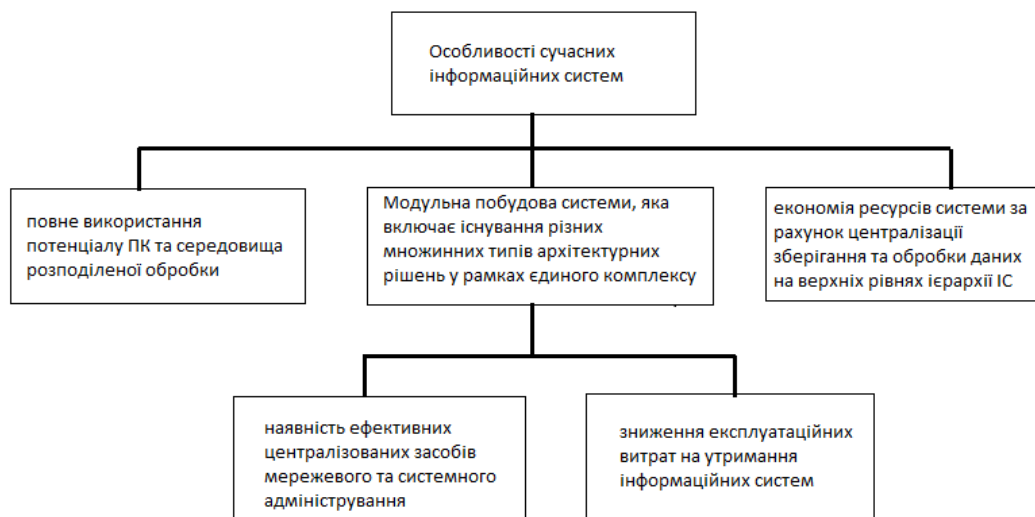 Особливості сучасних
інформаційних систем
повне використання
потенціалу ПК та середовища
розподіленої обробки
Модульна побудова системи, яка
включає існування різних
множинних типів архітектурних
рішень у рамках єдиного комплексу
економія ресурсів системи за
рахунок централізації
зберігання та обробки даних
на верхніх рівнях ієрархії ІС
наявність ефективних
централізованих засобів
мережевого та системного
адміністрування
зниження експлуатаційних
витрат на утримання
інформаційних систем